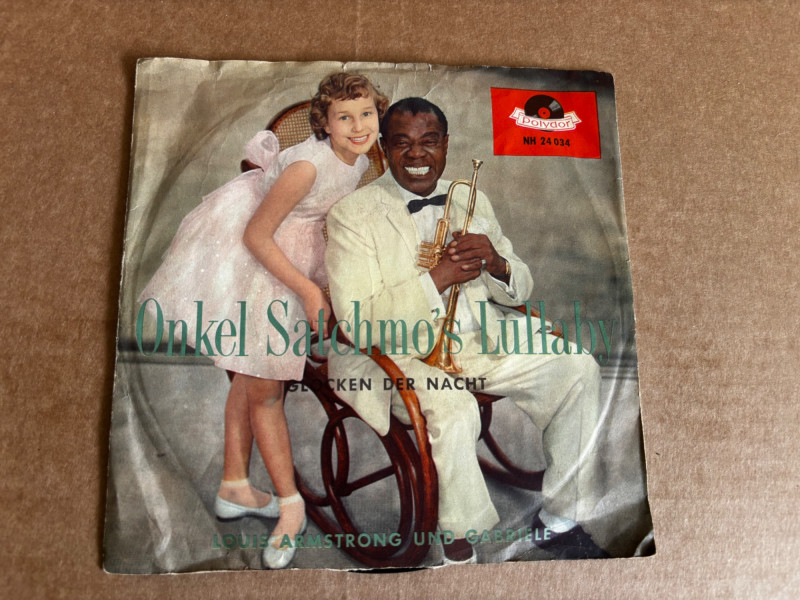 Polydor
NH 24 034
Onkel Satchmo's Lullaby
GLOCKEN DER NACHT
LOUIS ARMSTRONG UND GABRIELE